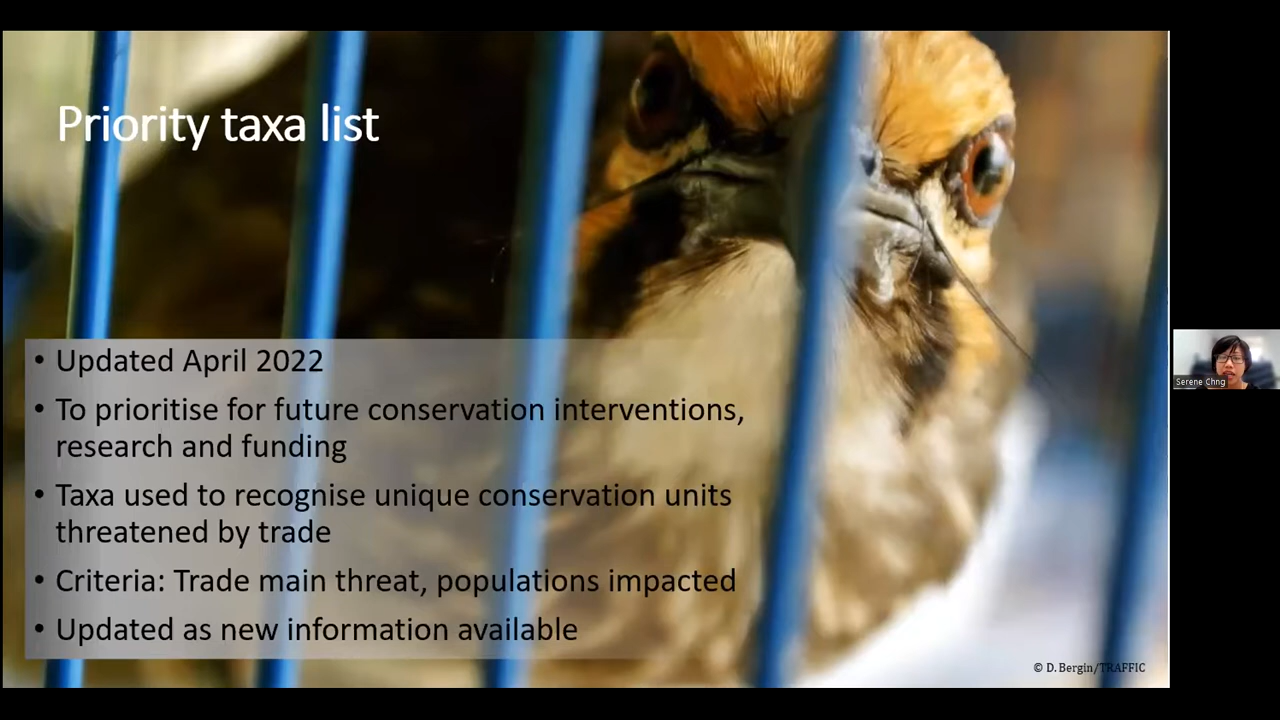 Priority taxa list
• Updated April 2022
• To prioritise for future conservation interventions,
research and funding
• Taxa used to recognise unique conservation units
threatened by trade
• Criteria: Trade main threat, populations impacted
• Updated as new information available
© D. Bergin/TRAFFIC
Serene Chng